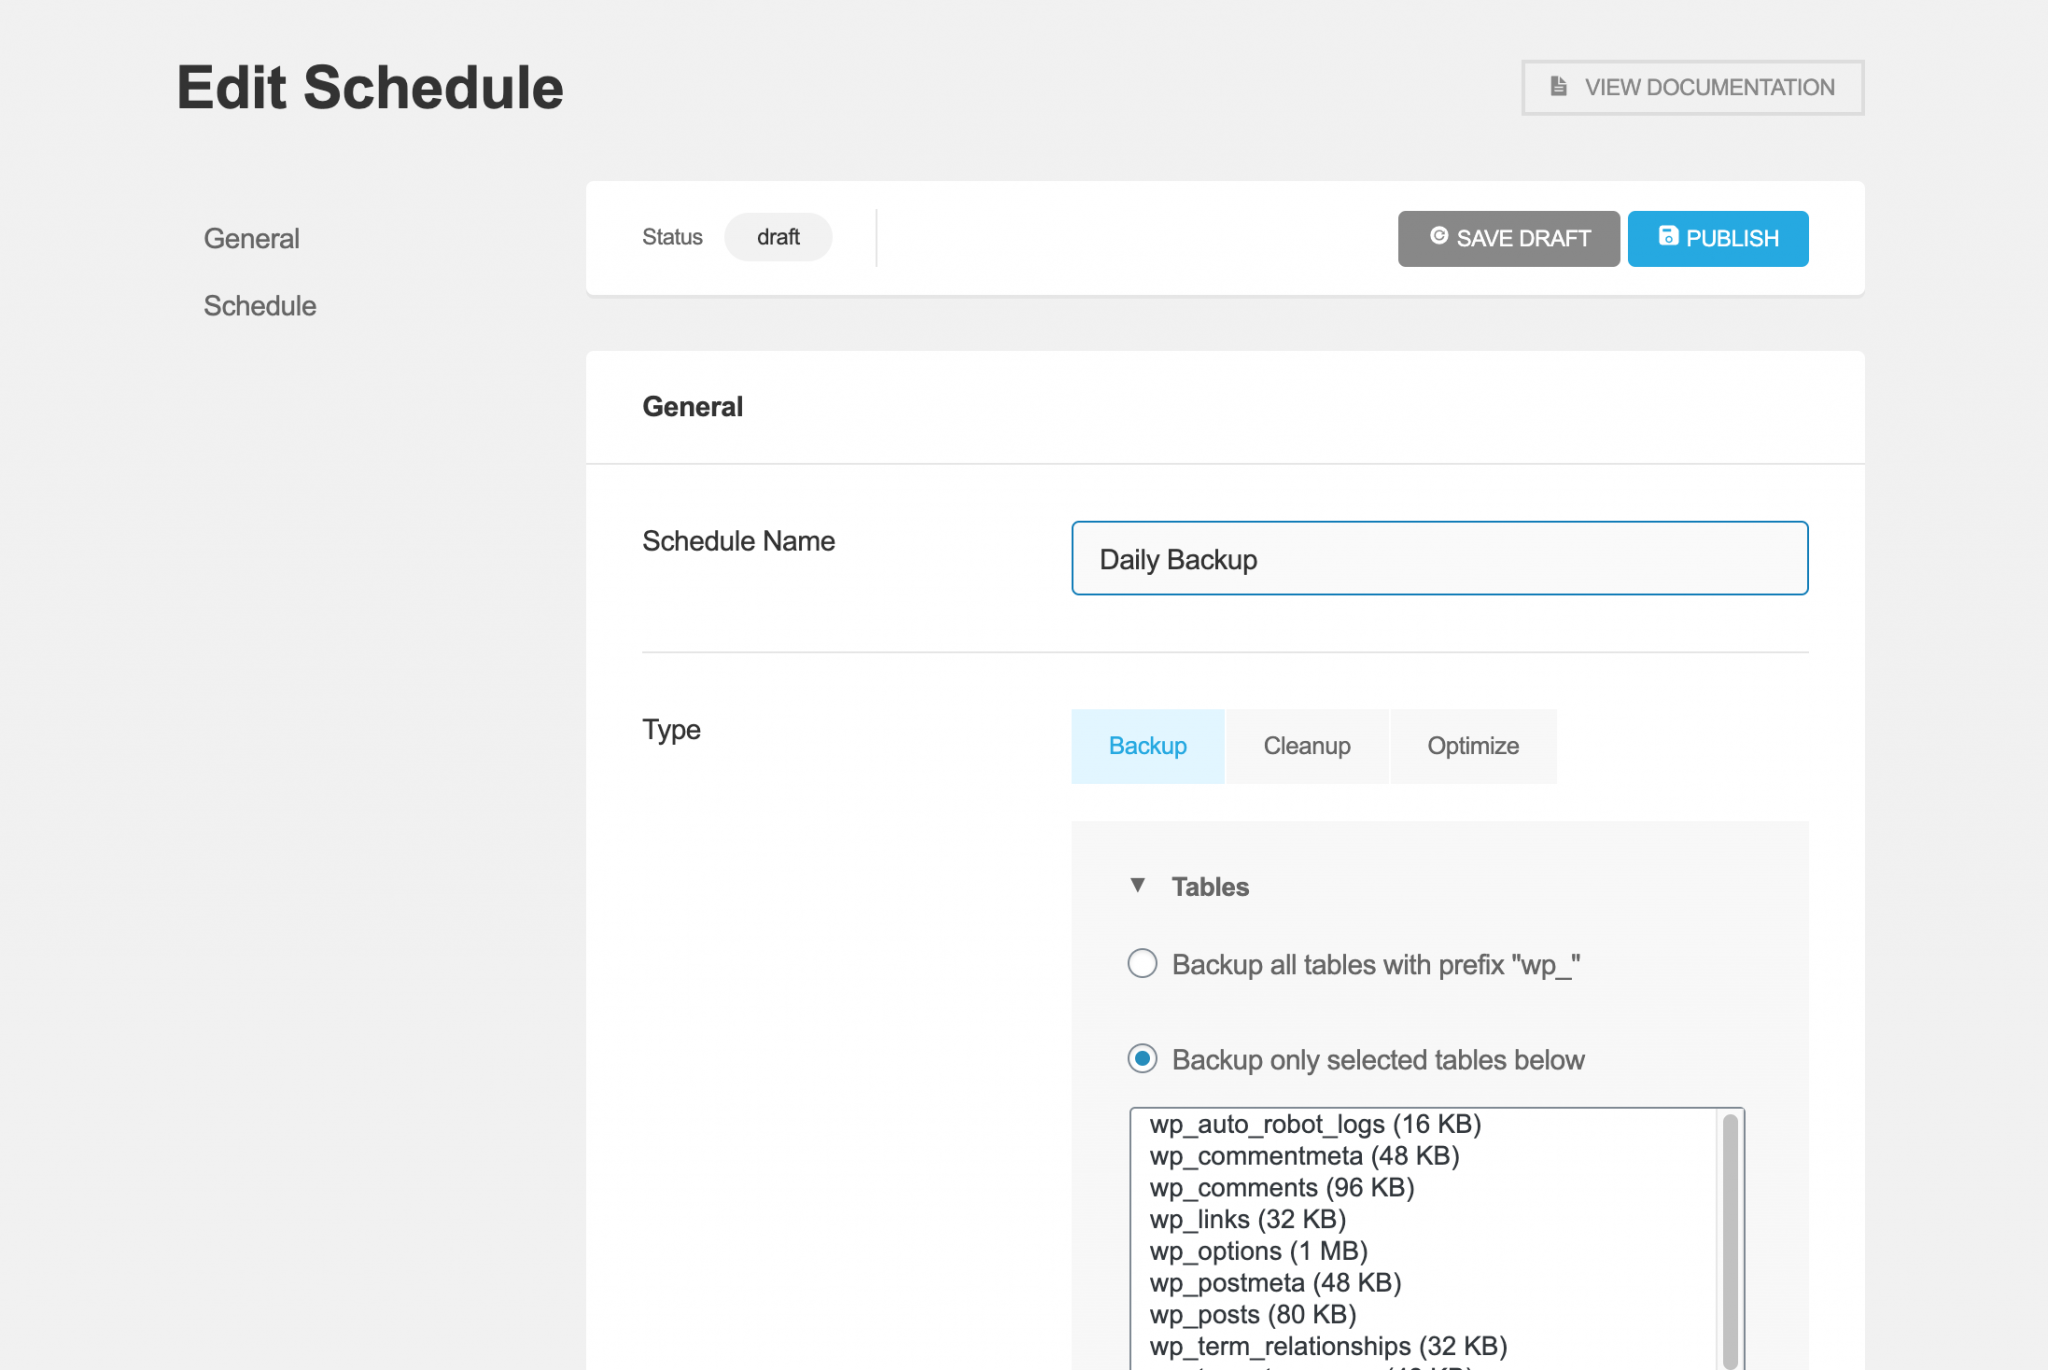 Edit Schedule
VIEW DOCUMENTATION
General
Schedule
Status draft
SAVE DRAFT
PUBLISH
General
Schedule Name
Daily Backup
Type
Backup
Cleanup
Optimize
Tables
Backup all tables with prefix "wp_"
Backup only selected tables below
wp_auto_robot_logs (16 KB)
wp_commentmeta (48 KB)
wp_comments (96 KB)
wp_links (32 KB)
wp_options (1 MB)
wp_postmeta (48 KB)
wp_posts (80 KB)
wp_term_relationships (32 KB)